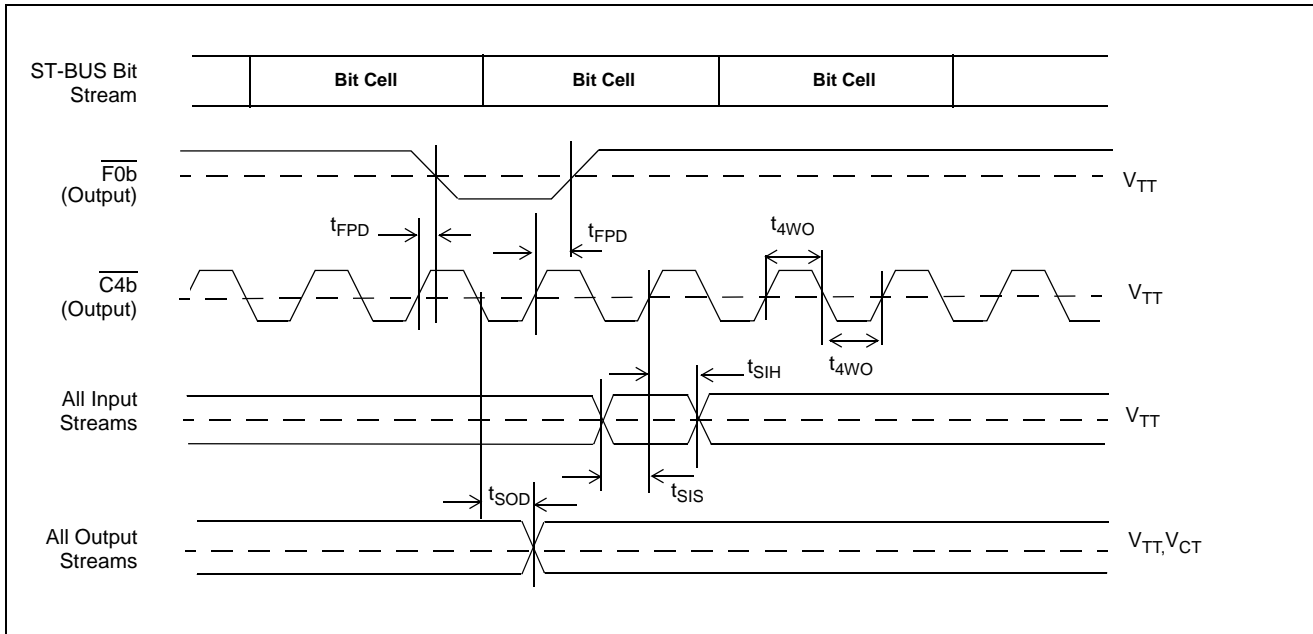 ST-BUS Bit
Stream
Bit Cell
Bit Cell
Bit Cell
F0b
(Output)
VTT
tFPD
tFPD
t4WO
C4b
(Output)
VTT
t4WO
tSIH
All Input
Streams
VTT
tSIS
tSOD
All Output
Streams
VTT,VCT